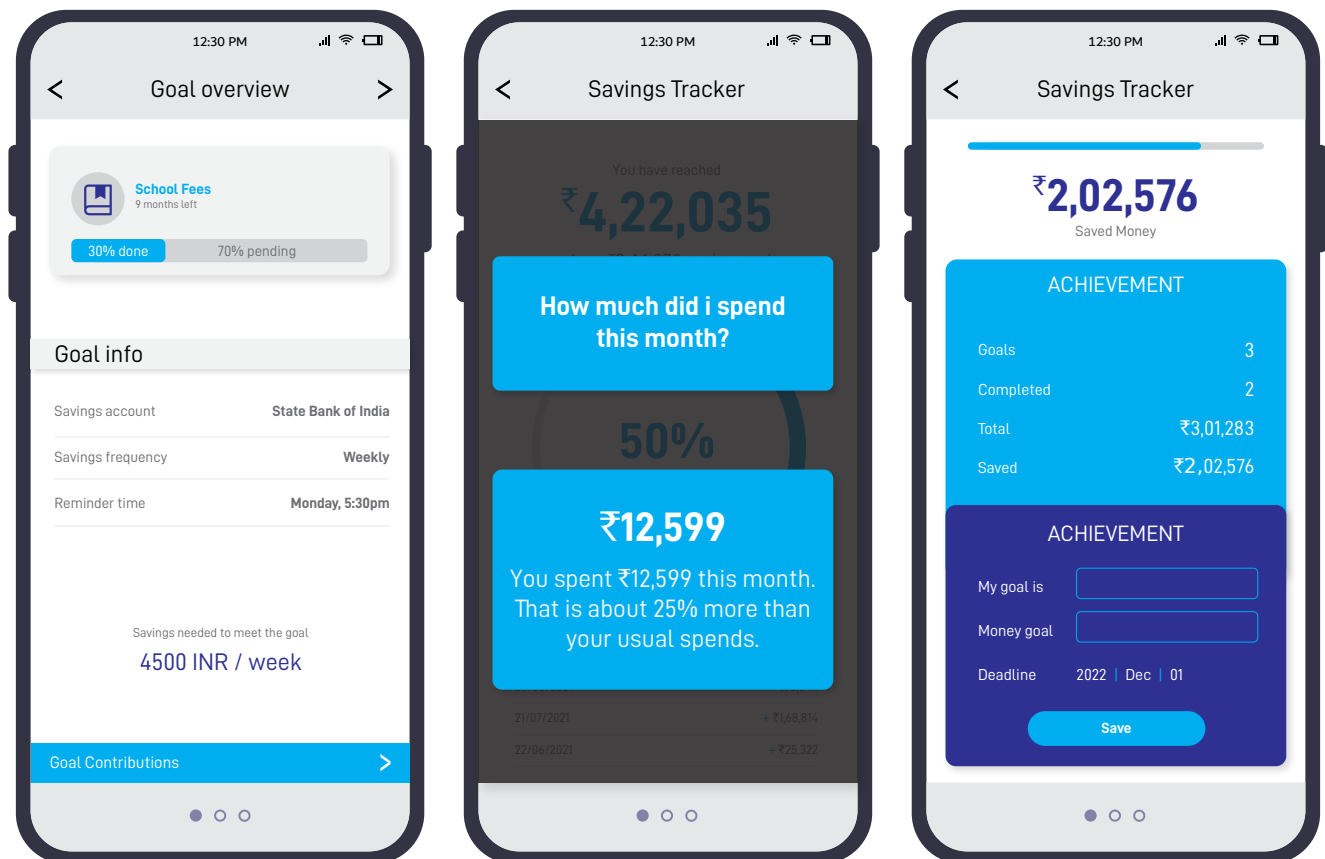 12:30 PM
Goal overview
School Fees
9 months left
30% done 70% pending
Goal info
Savings account State Bank of India
Savings frequency Weekly
Reminder time Monday, 5:30pm
Savings needed to meet the goal
4500 INR / week
Goal Contributions
12:30 PM
Savings Tracker
You have reached
₹4,22,035
How much did i spend
this month?
50%
₹12,599
You spent ₹12,599 this month.
That is about 25% more than
your usual spends.
21/07/2021 + ₹1,68,814
22/06/2021 + ₹25,322
12:30 PM
Savings Tracker
₹2,02,576
Saved Money
ACHIEVEMENT
Goals 3
Completed 2
Total ₹3,01,283
Saved ₹2,02,576
ACHIEVEMENT
My goal is
Money goal
Deadline 2022 | Dec | 01
Save